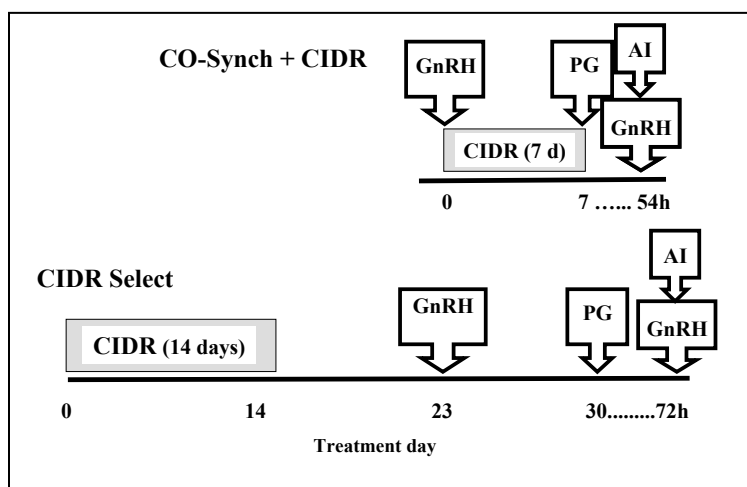 CO-Synch + CIDR
GnRH
PG
AI
GnRH
CIDR (7 d)
0
7 …... 54h
CIDR Select
GnRH
PG
AI
GnRH
CIDR (14 days)
0
14
23
30.........72h
Treatment day